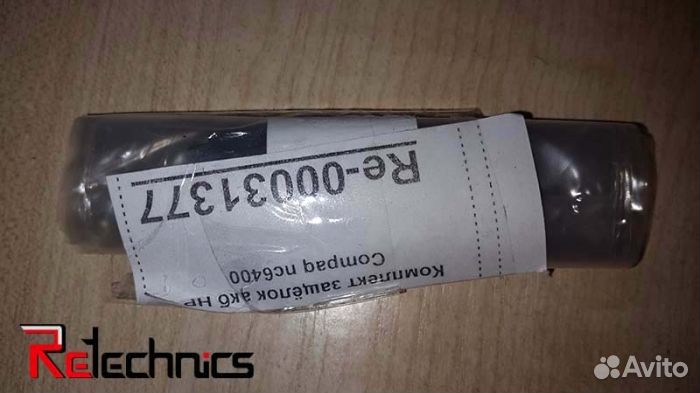 Re-00031377
Комплект защёлок акб HP
Compaq nc6400
ReTechnics
Avito